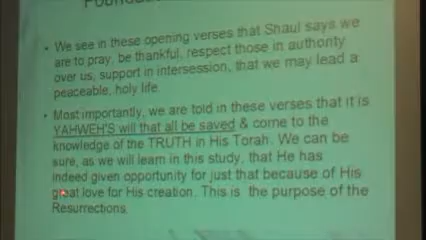 • We see in these opening verses that Shaul says we
are to pray, be thankful, respect those in authority
over us, support in intersession, that we may lead a
peaceable, holy life.
• Most importantly, we are told in these verses that it is
YAHWEH'S will that all be saved & come to the
knowledge of the TRUTH in His Torah. We can be
sure, as we will learn in this study, that He has
indeed given opportunity for just that because of His
great love for His creation. This is the purpose of the
Resurrections.